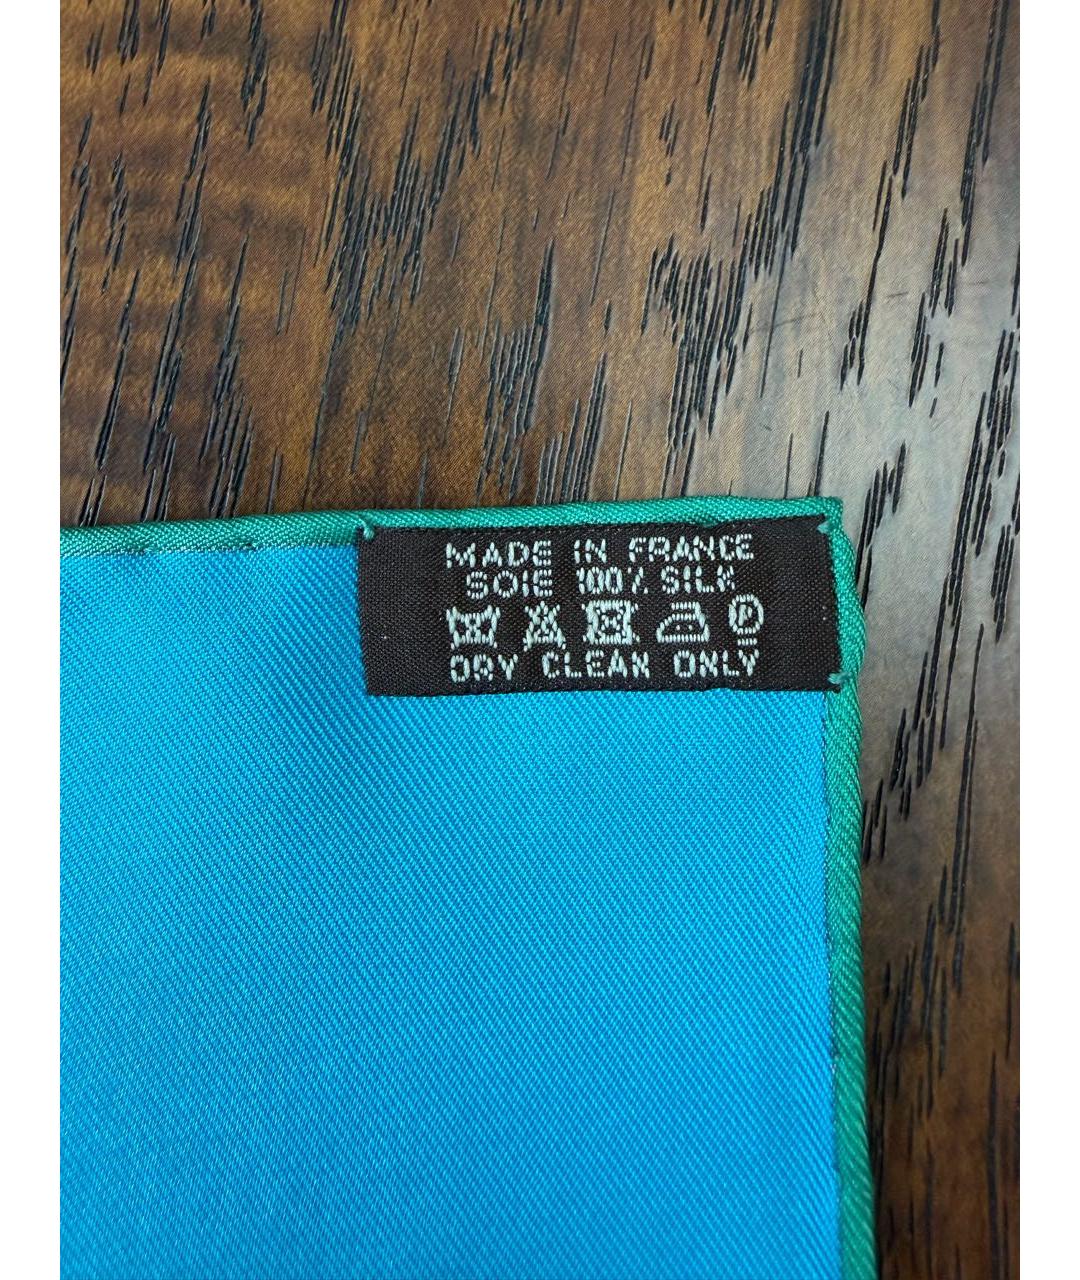 MADE IN FRANCE
SOIE 100% SILK
P
DRY CLEAN ONLY